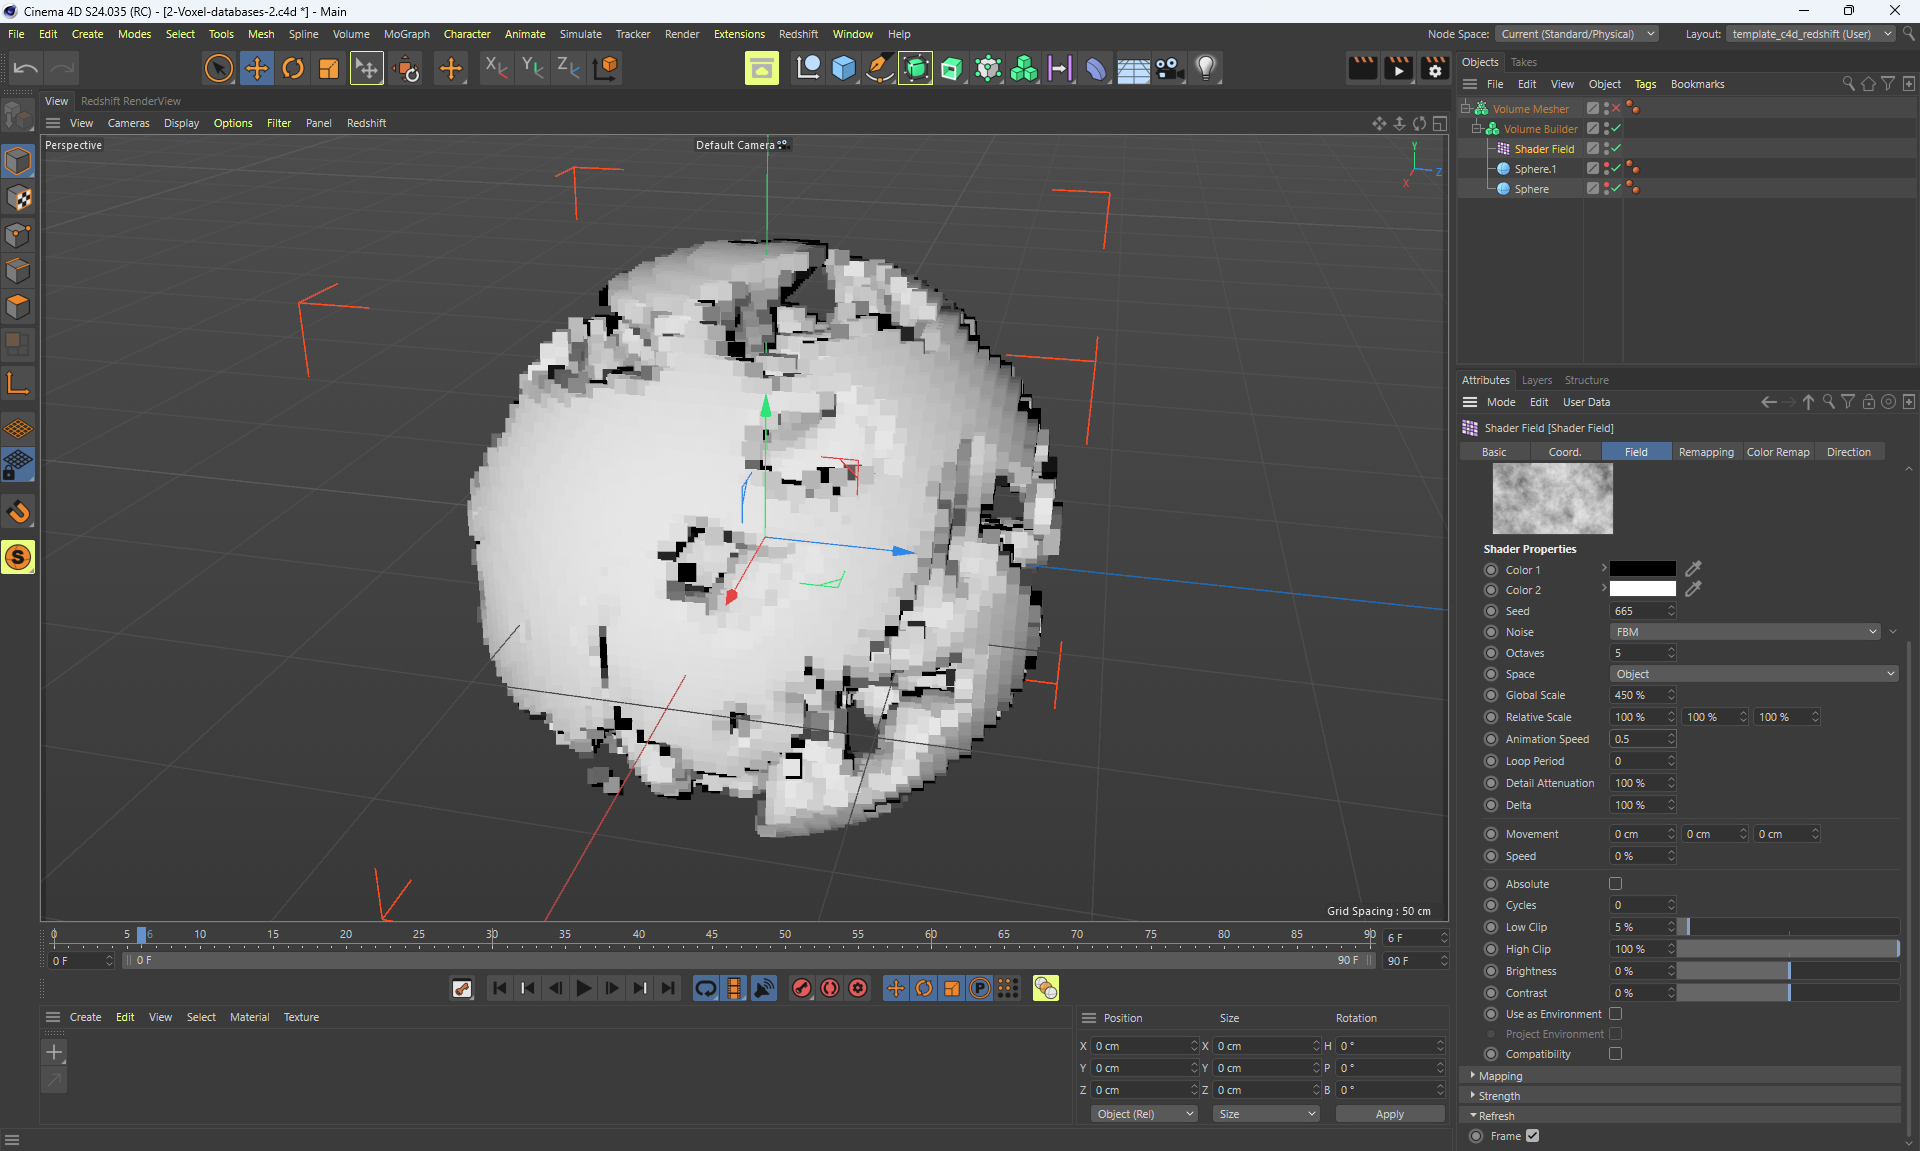 Cinema 4D S24.035 (RC) - [2-Voxel-databases-2.c4d *] - Main
File Edit Create Modes Select Tools Mesh Spline Volume MoGraph Character Animate Simulate Tracker Render Extensions Redshift Window Help
Node Space: Current (Standard/Physical) Layout: template_c4d_redshift (User)
X Y Z
View Redshift RenderView
View Cameras Display Options Filter Panel Redshift
Perspective
Default Camera
Y
Z
X
Grid Spacing : 50 cm
0 5 6 10 15 20 25 30 35 40 45 50 55 60 65 70 75 80 85 90
6 F
0 F 0 F 90 F 90 F
Create Edit View Select Material Texture
Position Size Rotation
X 0 cm X 0 cm H 0 °
Y 0 cm Y 0 cm P 0 °
Z 0 cm Z 0 cm B 0 °
Object (Rel) Size Apply
Objects Takes
File Edit View Object Tags Bookmarks
Volume Mesher
Volume Builder
Shader Field
Sphere.1
Sphere
Attributes Layers Structure
Mode Edit User Data
Shader Field [Shader Field]
Basic Coord. Field Remapping Color Remap Direction
Shader Properties
Color 1
Color 2
Seed 665
Noise FBM
Octaves 5
Space Object
Global Scale 450 %
Relative Scale 100 % 100 % 100 %
Animation Speed 0.5
Loop Period 0
Detail Attenuation 100 %
Delta 100 %
Movement 0 cm 0 cm 0 cm
Speed 0 %
Absolute
Cycles 0
Low Clip 5 %
High Clip 100 %
Brightness 0 %
Contrast 0 %
Use as Environment
Project Environment
Compatibility
Mapping
Strength
Refresh
Frame